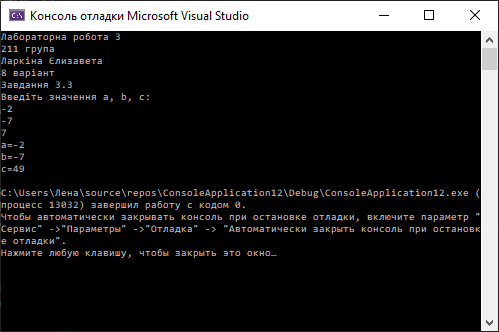 Консоль отладки Microsoft Visual Studio
Лабораторна робота 3
211 група
Ларкіна Єлизавета
8 варіант
Завдання 3.3
Введіть значення a, b, c:
-2
-7
7
a=-2
b=-7
c=49
C:\Users\Лена\source\repos\ConsoleApplication12\Debug\ConsoleApplication12.exe (
процесс 13032) завершил работу с кодом 0.
Чтобы автоматически закрывать консоль при остановке отладки, включите параметр "
Сервис" ->"Параметры" ->"Отладка" -> "Автоматически закрыть консоль при остановк
е отладки".
Нажмите любую клавишу, чтобы закрыть это окно…